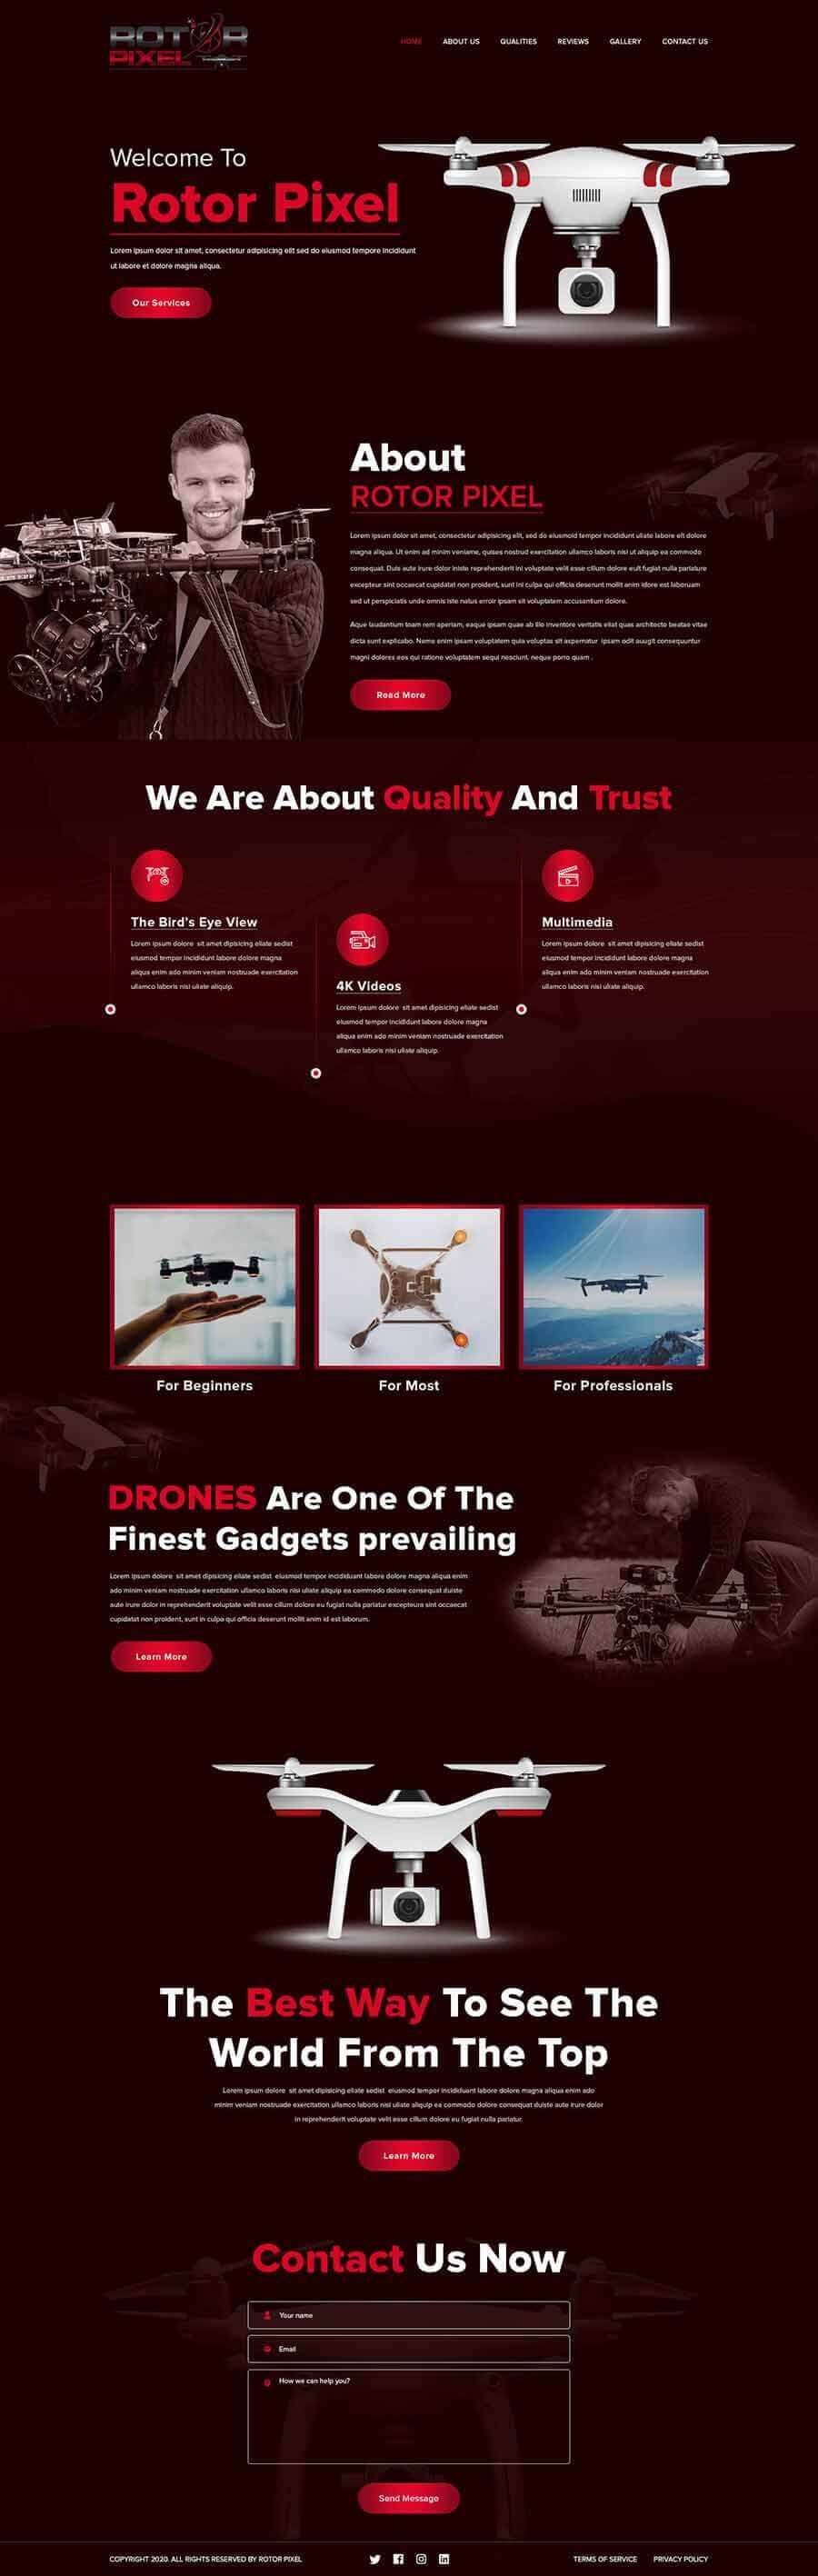 ROTOR
PIXEL
HOME ABOUT US QUALITIES REVIEWS GALLERY CONTACT US
Welcome To
Rotor Pixel
Lorem ipsum dolor sit amet, consectetur adipisicing elit sed do eiusmod tempore incididunt
ut labore et dolore magna aliqua.
Our Services
About
ROTOR PIXEL
Lorem ipsum dolor sit amet, consectetur adipisicing elit, sed do eiusmod tempor incididunt ullate labore elt dolore
magna aliqua. Ut enim ad minim veniame, quises nostrud exercitation ullamco laboris nisi ut aliquip ea commodo
consequat. Duis aute irure dolor iniste reprehenderit ini voluptate velit esse cillum dolore eult fugiat nulla pariature
excepteur sint occaecat cupidatat non proident, sunt ini culpa qui officia deserunt mollit anim idore est laboruam
sed ut perspiciatis unde omnis iste natus erroir ipsam sit voluptatem accusantium dolore.
Aque laudantium toam rem aperiam, eaque ipsam quae ab illo inventore veritatis ellat quas architecto beatae vitae
dicta sunt explicabo. Nemo enim ipsam voluptatem quia voluptas sit aspernatur ipsam odit auugit consequuntur
magni dolores eos qui ratione voluptatem sequi nesciunt. neque porro quam .
Read More
We Are About Quality And Trust
The Bird's Eye View
Lorem ipsum dolore sit amet dipisicing ellate sedist
eiusmod tempor incididunt labore dolore magna
aliqua enim ado minim veniam nostruade exercitation
ullamco laboris nisi uliate aliquip.
4K Videos
Lorem ipsum dolore sit amet dipisicing ellate sedist
eiusmod tempor incididunt labore dolore magna
aliqua enim ado minim veniam nostruade exercitation
ullamco laboris nisi uliate aliquip.
Multimedia
Lorem ipsum dolore sit amet dipisicing ellate sedist
eiusmod tempor incididunt labore dolore magna
aliqua enim ado minim veniam nostruade exercitation
ullamco laboris nisi uliate aliquip.
For Beginners For Most For Professionals
DRONES Are One Of The
Finest Gadgets prevailing
Lorem ipsum dolore sit amet dipisicing ellate sedist eiusmod tempor incididuant labore dolore magna aliqua enim
ado minim veniam nostruade exercitation ullamco laboris nisi uliate aliquip ea commodo dolore consequat duiste
aute irure dolor in reprehenderit voluptate velit esse cillum dolore eu fugiat nulla pariatur excepteura sint occaecat
cupidatat non proident, sunt in culpa qui officia deserunt mollit anim id est laborum.
Learn More
The Best Way To See The
World From The Top
Lorem ipsum dolore sit amet dipisicing ellate sedist eiusmod tempor incididuant labore dolore magna aliqua enim ado
minim veniam nostruade exercitation ullamco laboris nisi uliate aliquip ea commodo dolore consequat duiste aute irure dolor
in reprehenderit voluptate velit esse cillum dolore eu fugiat nulla pariatur.
Learn More
Contact Us Now
Your name
Email
How we can help you?
Send Message
COPYRIGHT 2020. ALL RIGHTS RESERVED BY ROTOR PIXEL TERMS OF SERVICE PRIVACY POLICY